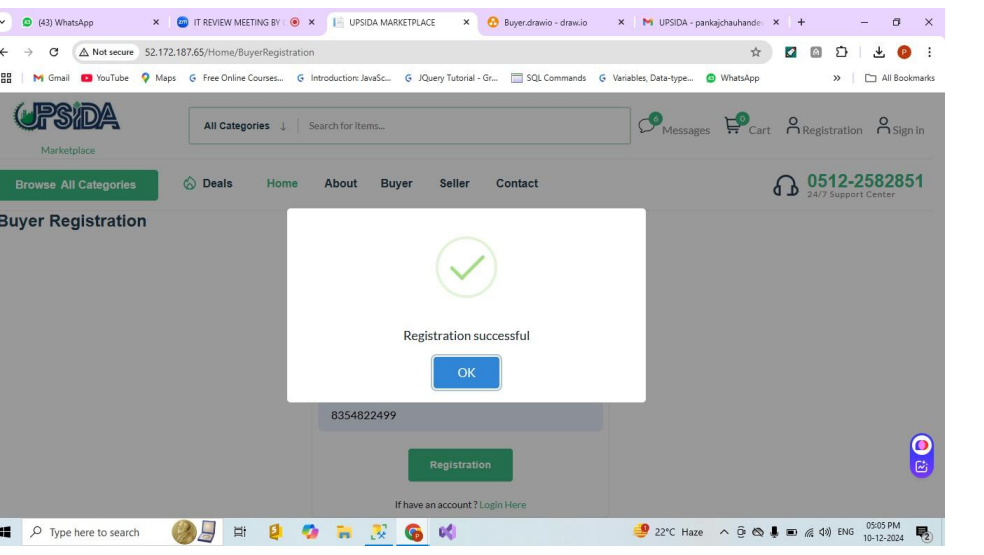 (43) WhatsApp
IT REVIEW MEETING BY
UPSIDA MARKETPLACE
Buyer.drawio - draw.io
UPSIDA - pankajchauhande
Not secure 52.172.187.65/Home/BuyerRegistration
Gmail YouTube Maps Free Online Courses... Introduction: JavaSc... JQuery Tutorial - Gr... SQL Commands Variables, Data-type... WhatsApp » All Bookmarks
UPSIDA
Marketplace
All Categories ↓ Search for items...
6 Messages 0 Cart Registration Sign in
Browse All Categories Deals Home About Buyer Seller Contact
0512-2582851
24/7 Support Center
Buyer Registration
Registration successful
OK
8354822499
Registration
If have an account ? Login Here
Type here to search
22°C Haze
ENG
05:05 PM
10-12-2024
2